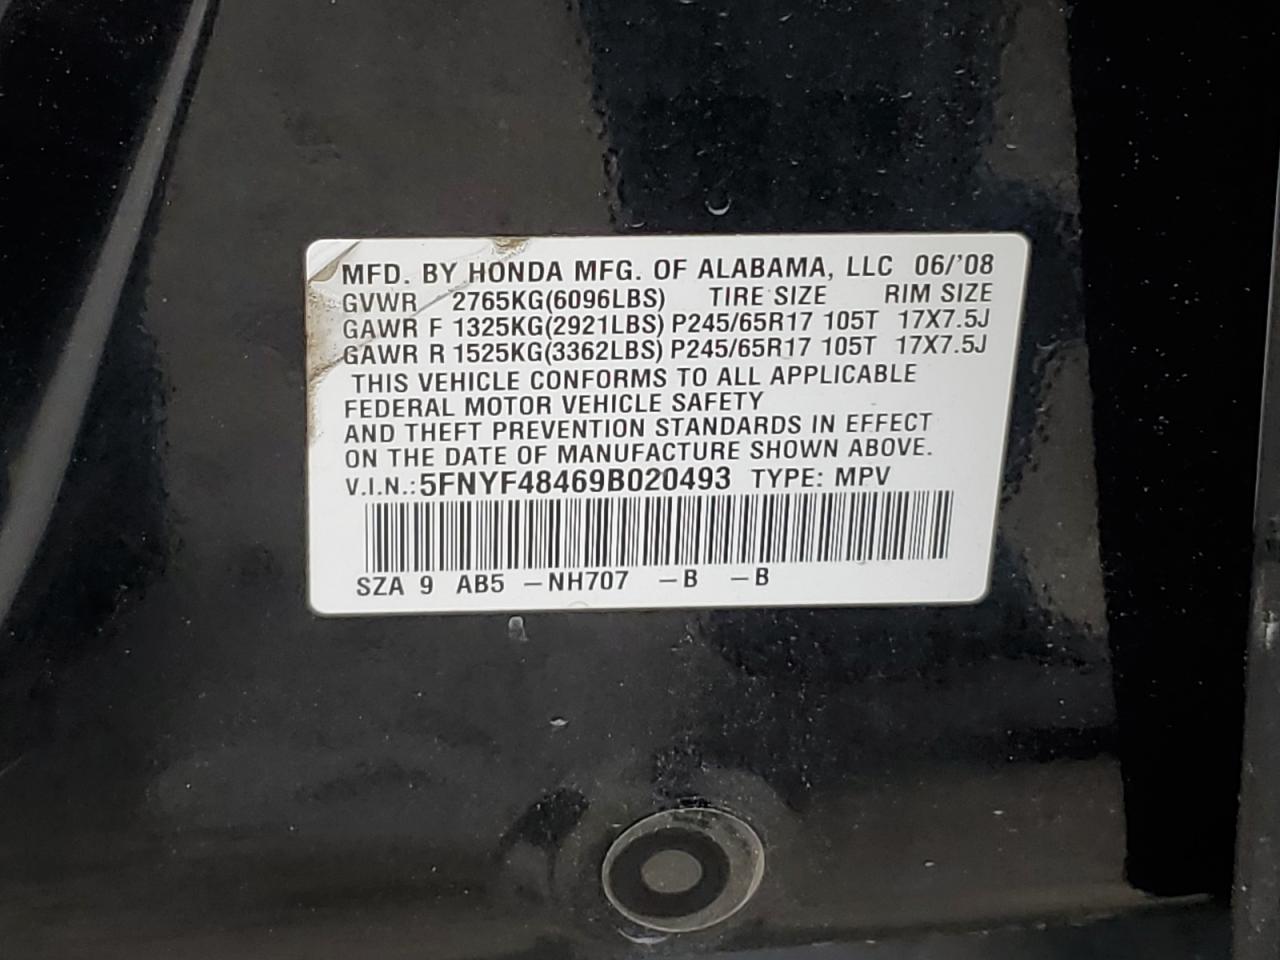 MFD. BY HONDA MFG. OF ALABAMA, LLC 06/'08
GVWR 2765KG(6096LBS) TIRE SIZE RIM SIZE
GAWR F 1325KG(2921LBS) P245/65R17 105T 17X7.5J
GAWR R 1525KG(3362LBS) P245/65R17 105T 17X7.5J
THIS VEHICLE CONFORMS TO ALL APPLICABLE
FEDERAL MOTOR VEHICLE SAFETY
AND THEFT PREVENTION STANDARDS IN EFFECT
ON THE DATE OF MANUFACTURE SHOWN ABOVE.
V.I.N.:5FNYF48469B020493 TYPE: MPV
SZA 9 AB5 -NH707 -B -B